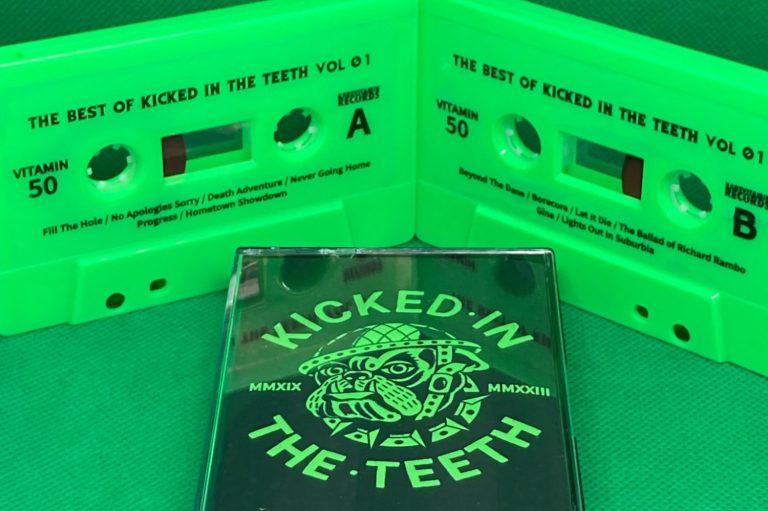 THE BEST OF KICKED IN THE TEETH VOL 01
RECORDS
VITAMIN
50
A
Fill The Hole / No Apologies Sorry / Death Adventure / Never Going Home
Progress / Hometown Showdown
THE BEST OF KICKED IN THE TEETH VOL 01
VITAMIN
50
RECORDS
B
Beyond The Dane / Borecore / Let it Die / The Ballad of Richard Rambo
Gina / Lights Out in Suburbia
KICKED·IN
MMXIX
MMXXIII
THE·TEETH